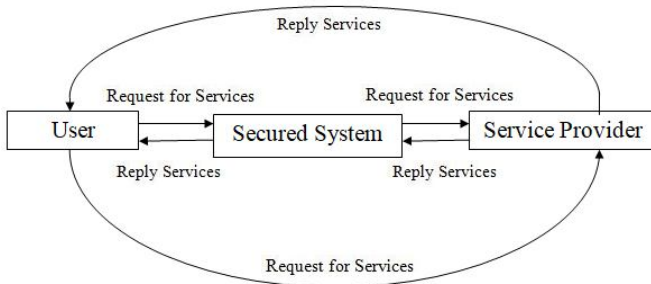 Reply Services
Request for Services
Request for Services
User
Secured System
Service Provider
Reply Services
Reply Services
Request for Services